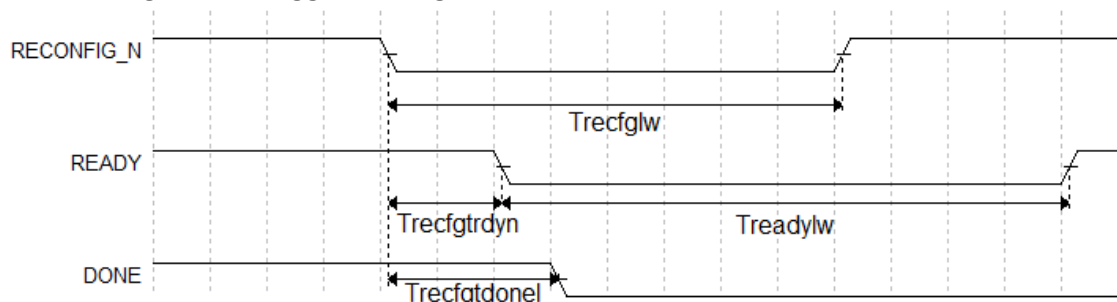 RECONFIG_N
Trecfglw
READY
Trecfgtrdyn
Treadylw
DONE
Trecfgtdonel